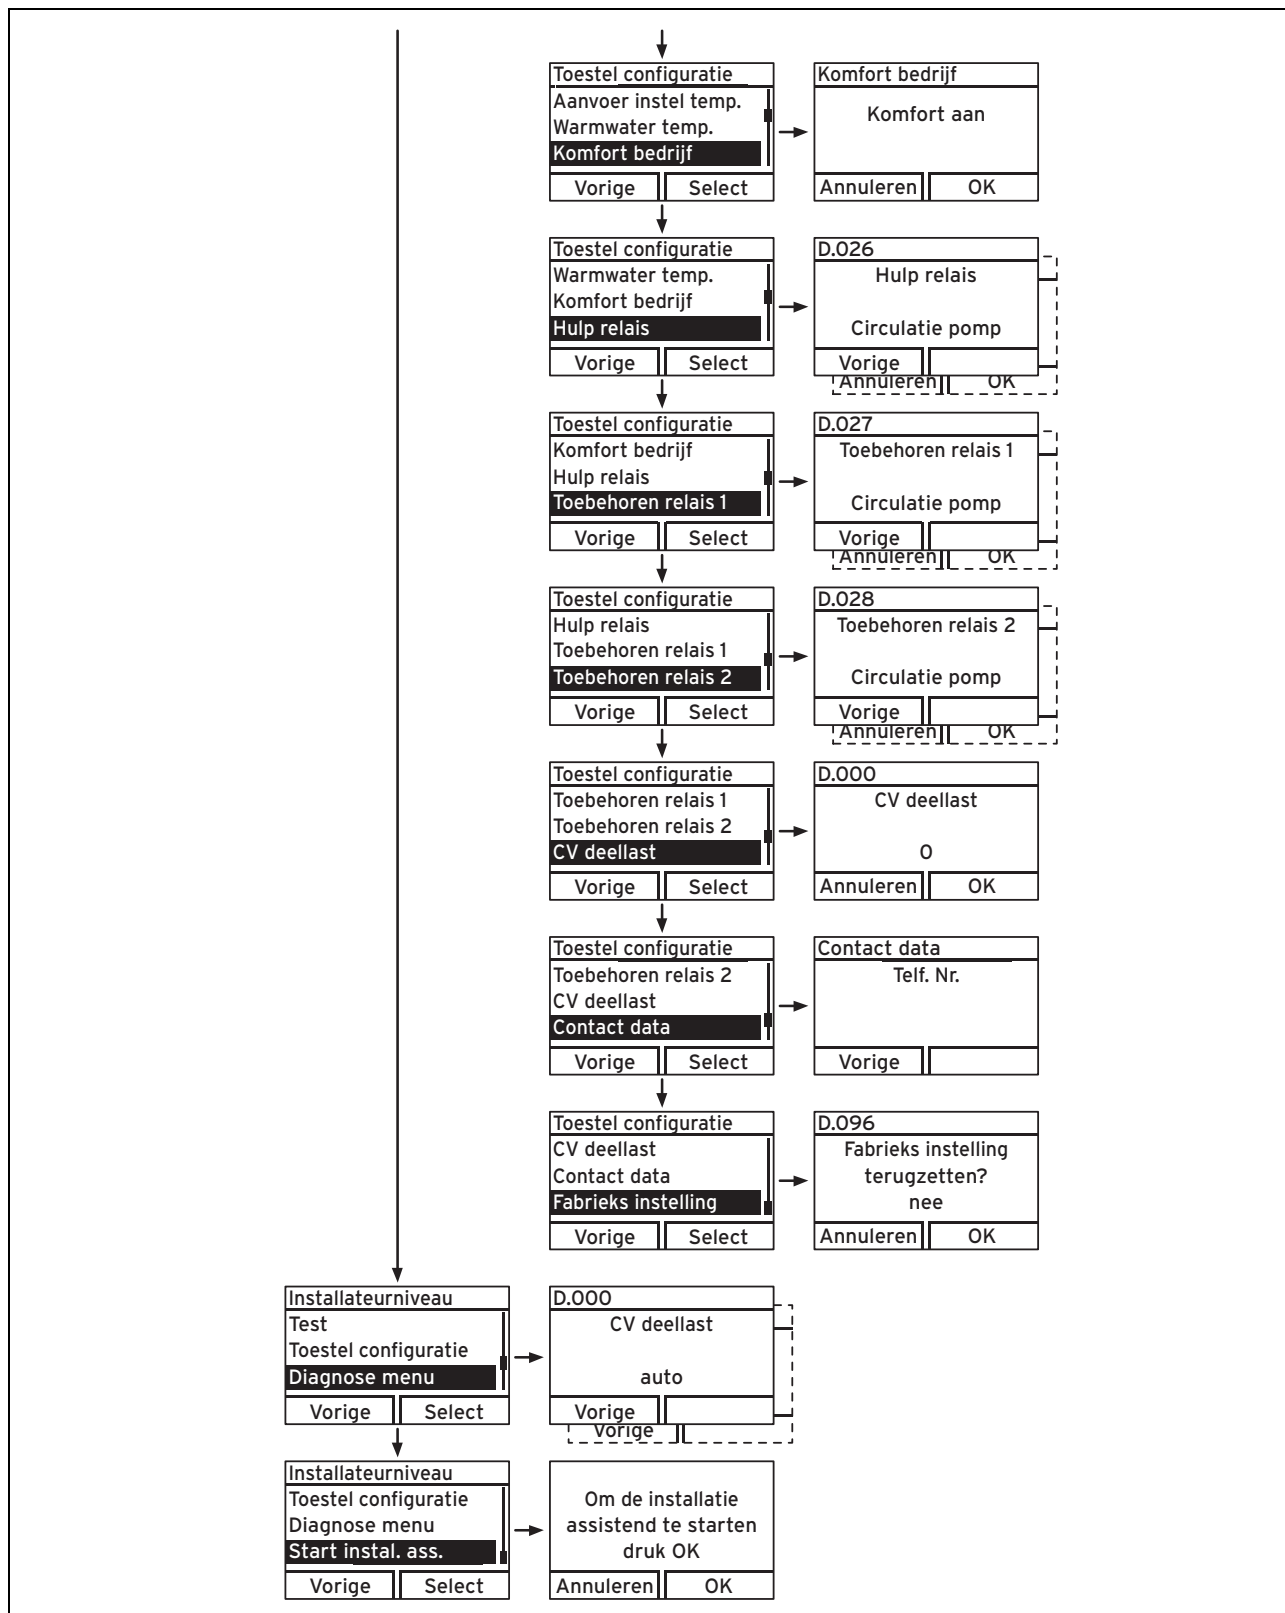 Toestel configuratie
Aanvoer instel temp.
Warmwater temp.
Komfort bedrijf
Vorige Select
Komfort bedrijf
Komfort aan
Annuleren OK
Toestel configuratie
Warmwater temp.
Komfort bedrijf
Hulp relais
Vorige Select
D.026
Hulp relais
Circulatie pomp
Vorige
Annuleren OK
Toestel configuratie
Komfort bedrijf
Hulp relais
Toebehoren relais 1
Vorige Select
D.027
Toebehoren relais 1
Circulatie pomp
Vorige
Annuleren OK
Toestel configuratie
Hulp relais
Toebehoren relais 1
Toebehoren relais 2
Vorige Select
D.028
Toebehoren relais 2
Circulatie pomp
Vorige
Annuleren OK
Toestel configuratie
Toebehoren relais 1
Toebehoren relais 2
CV deellast
Vorige Select
D.000
CV deellast
0
Annuleren OK
Toestel configuratie
Toebehoren relais 2
CV deellast
Contact data
Vorige Select
Contact data
Telf. Nr.
Vorige
Toestel configuratie
CV deellast
Contact data
Fabrieks instelling
Vorige Select
D.096
Fabrieks instelling
terugzetten?
nee
Annuleren OK
Installateurniveau
Test
Toestel configuratie
Diagnose menu
Vorige Select
D.000
CV deellast
auto
Vorige
Vorige
Installateurniveau
Toestel configuratie
Diagnose menu
Start instal. ass.
Vorige Select
Om de installatie
assistend te starten
druk OK
Annuleren OK